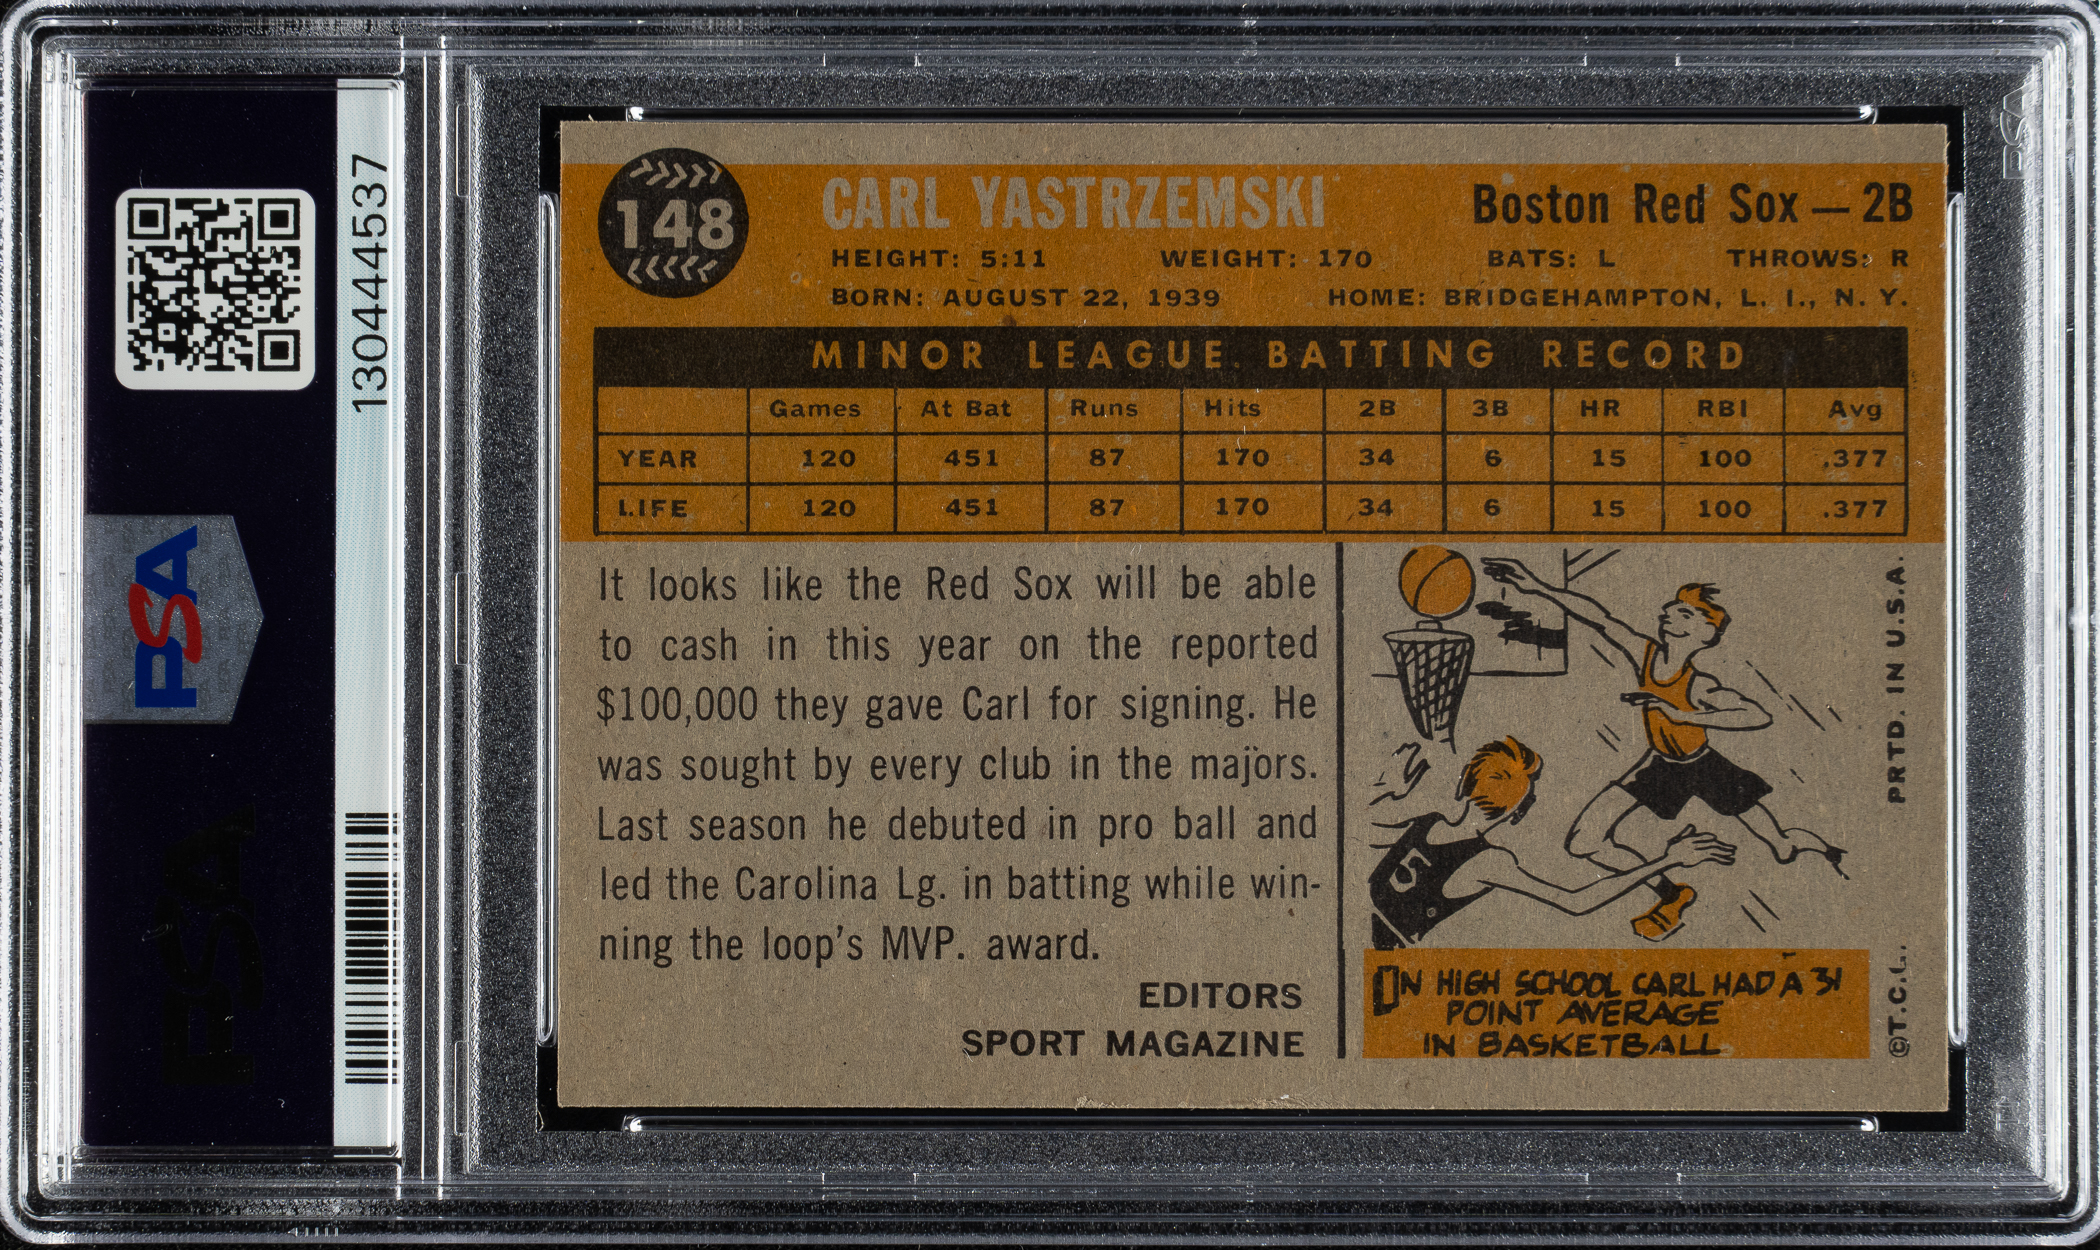 130444537
PSA
PSA
PSA
148
CARL YASTRZEMSKI
Boston Red Sox — 2B
HEIGHT: 5:11 WEIGHT: 170 BATS: L THROWS: R
BORN: AUGUST 22, 1939 HOME: BRIDGEHAMPTON, L. I., N. Y.
MINOR LEAGUE BATTING RECORD
Games At Bat Runs Hits 2B 3B HR RBI Avg
YEAR 120 451 87 170 34 6 15 100 .377
LIFE 120 451 87 170 34 6 15 100 .377
It looks like the Red Sox will be able
to cash in this year on the reported
$100,000 they gave Carl for signing. He
was sought by every club in the majors.
Last season he debuted in pro ball and
led the Carolina Lg. in batting while win-
ning the loop's MVP. award.
EDITORS
SPORT MAGAZINE
5
IN HIGH SCHOOL CARL HAD A 31
POINT AVERAGE
IN BASKETBALL
©T.C.G. PRTD. IN U.S.A.